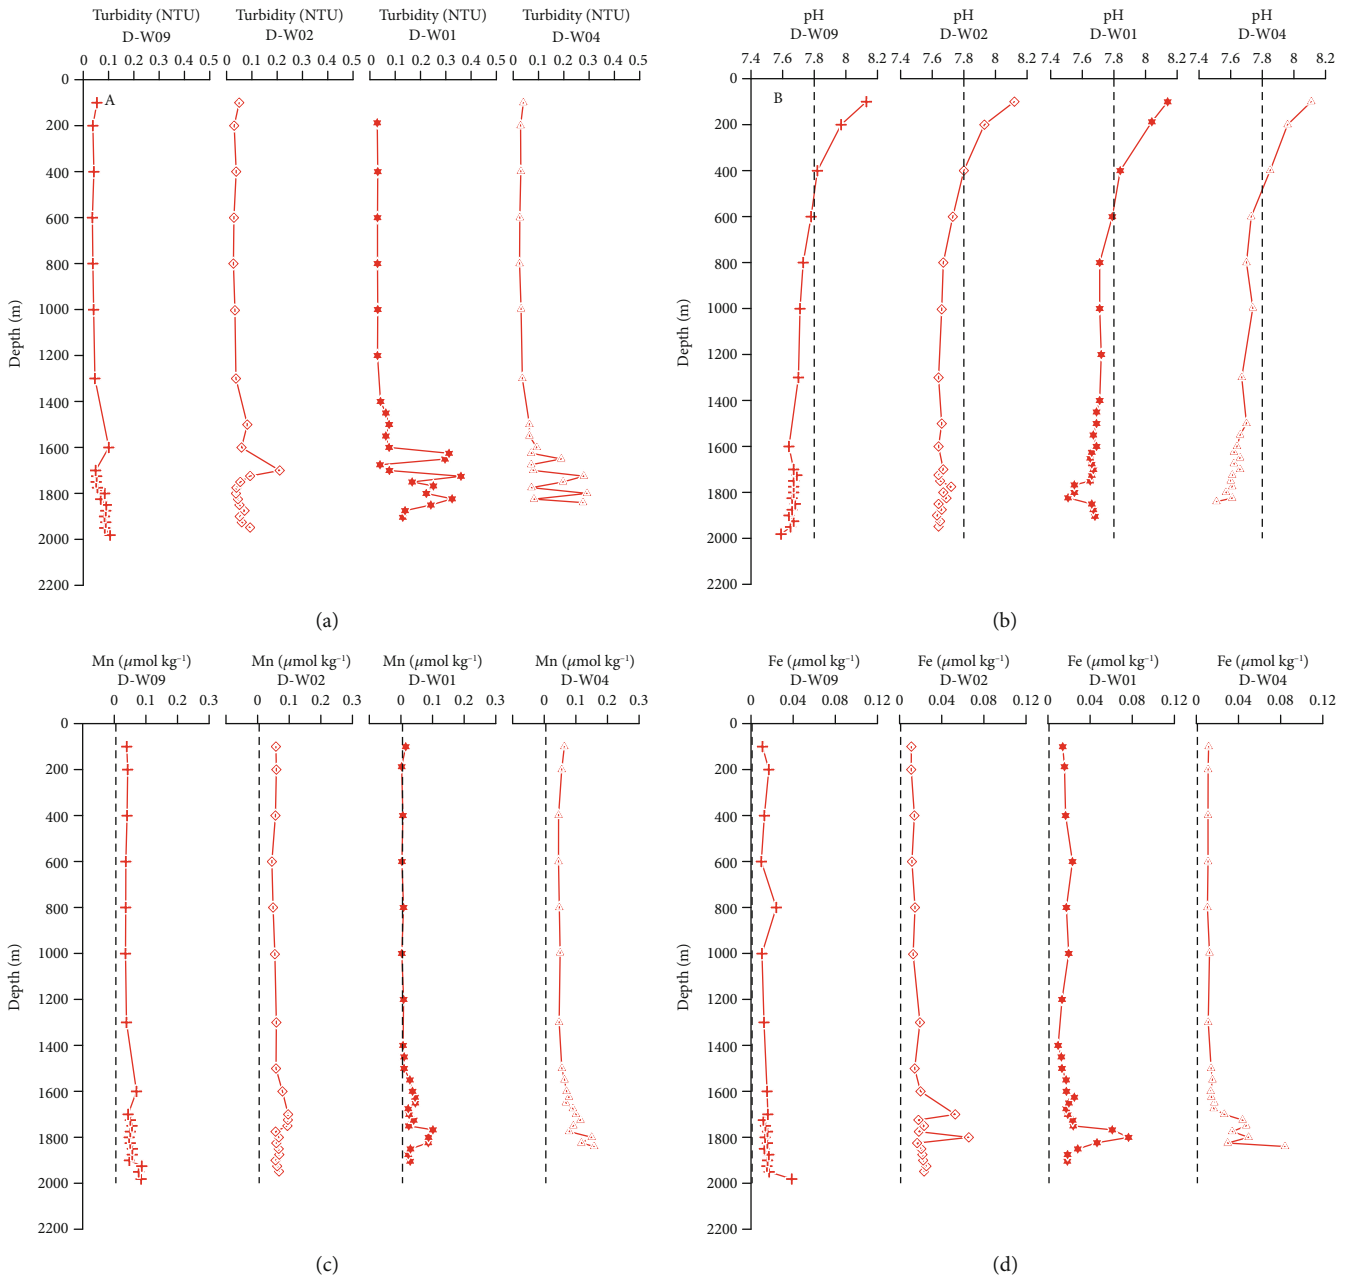 Turbidity (NTU) Turbidity (NTU) Turbidity (NTU) Turbidity (NTU)
D-W09 D-W02 D-W01 D-W04
0 0.1 0.2 0.3 0.4 0.5 0 0.1 0.2 0.3 0.4 0.5 0 0.1 0.2 0.3 0.4 0.5 0 0.1 0.2 0.3 0.4 0.5
A
0
200
400
600
800
1000
1200
1400
1600
1800
2000
2200
Depth (m)
(a)
pH pH pH pH
D-W09 D-W02 D-W01 D-W04
7.4 7.6 7.8 8 8.2 7.4 7.6 7.8 8 8.2 7.4 7.6 7.8 8 8.2 7.4 7.6 7.8 8 8.2
B
0
200
400
600
800
1000
1200
1400
1600
1800
2000
2200
Depth (m)
(b)
Mn (μmol kg⁻¹) Mn (μmol kg⁻¹) Mn (μmol kg⁻¹) Mn (μmol kg⁻¹)
D-W09 D-W02 D-W01 D-W04
0 0.1 0.2 0.3 0 0.1 0.2 0.3 0 0.1 0.2 0.3 0 0.1 0.2 0.3
0
200
400
600
800
1000
1200
1400
1600
1800
2000
2200
Depth (m)
(c)
Fe (μmol kg⁻¹) Fe (μmol kg⁻¹) Fe (μmol kg⁻¹) Fe (μmol kg⁻¹)
D-W09 D-W02 D-W01 D-W04
0 0.04 0.08 0.12 0 0.04 0.08 0.12 0 0.04 0.08 0.12 0 0.04 0.08 0.12
0
200
400
600
800
1000
1200
1400
1600
1800
2000
2200
Depth (m)
(d)